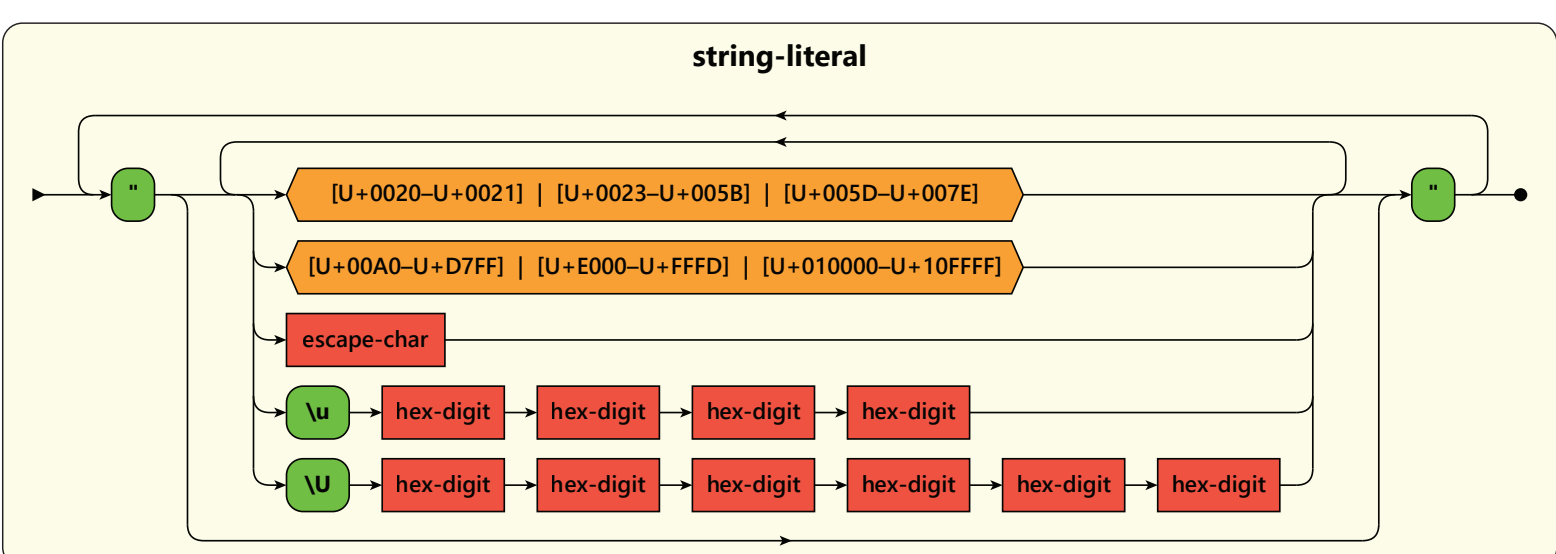 string-literal
" [U+0020–U+0021] | [U+0023–U+005B] | [U+005D–U+007E] "
[U+00A0–U+D7FF] | [U+E000–U+FFFD] | [U+010000–U+10FFFF]
escape-char
\u hex-digit hex-digit hex-digit hex-digit
\U hex-digit hex-digit hex-digit hex-digit hex-digit hex-digit